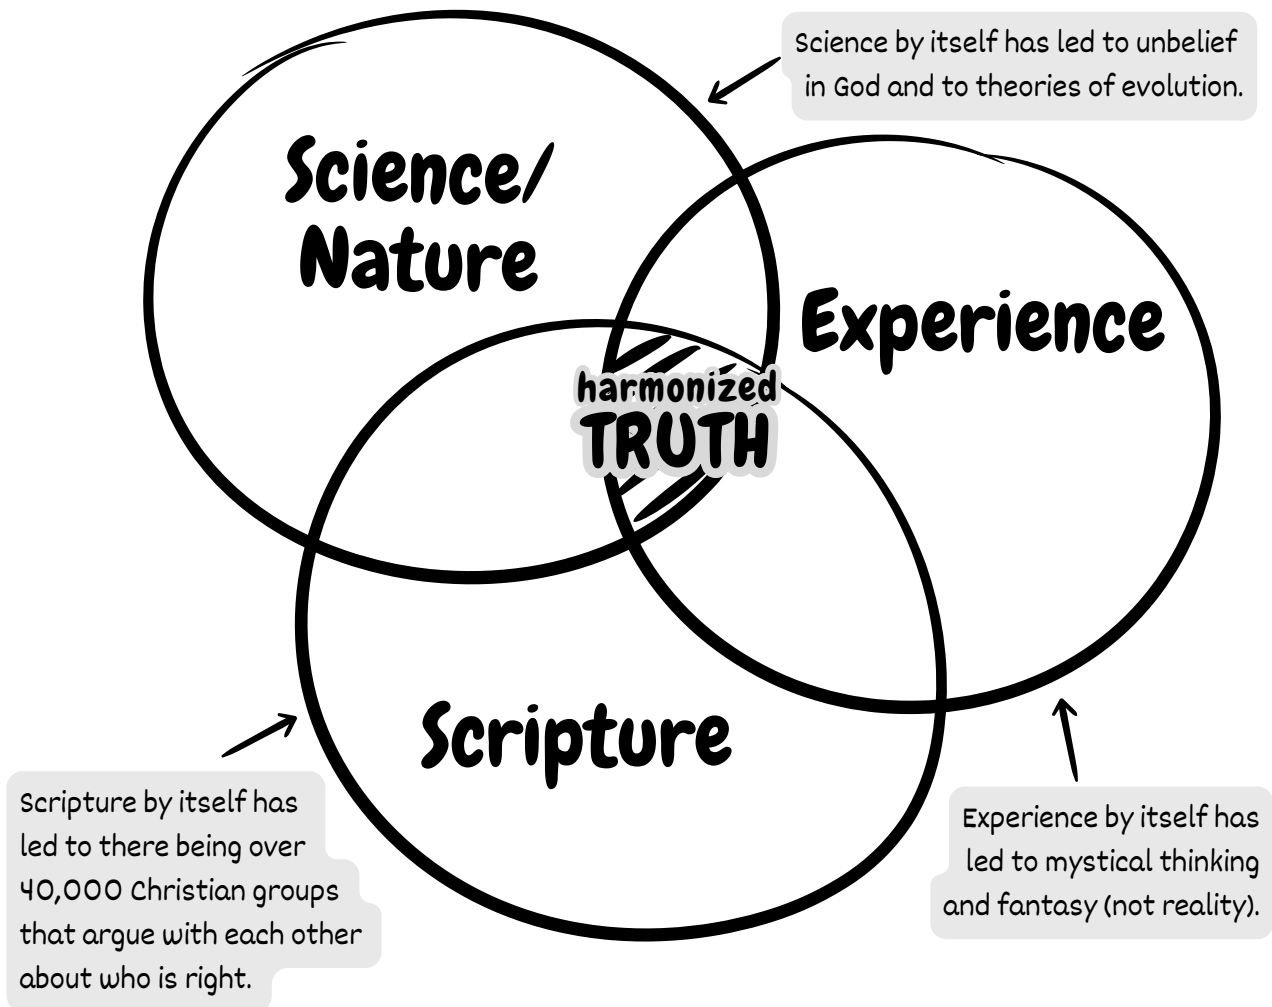 Science by itself has led to unbelief
in God and to theories of evolution.
Science/
Nature
Experience
harmonized
TRUTH
Scripture
Scripture by itself has
led to there being over
40,000 Christian groups
that argue with each other
about who is right.
Experience by itself has
led to mystical thinking
and fantasy (not reality).